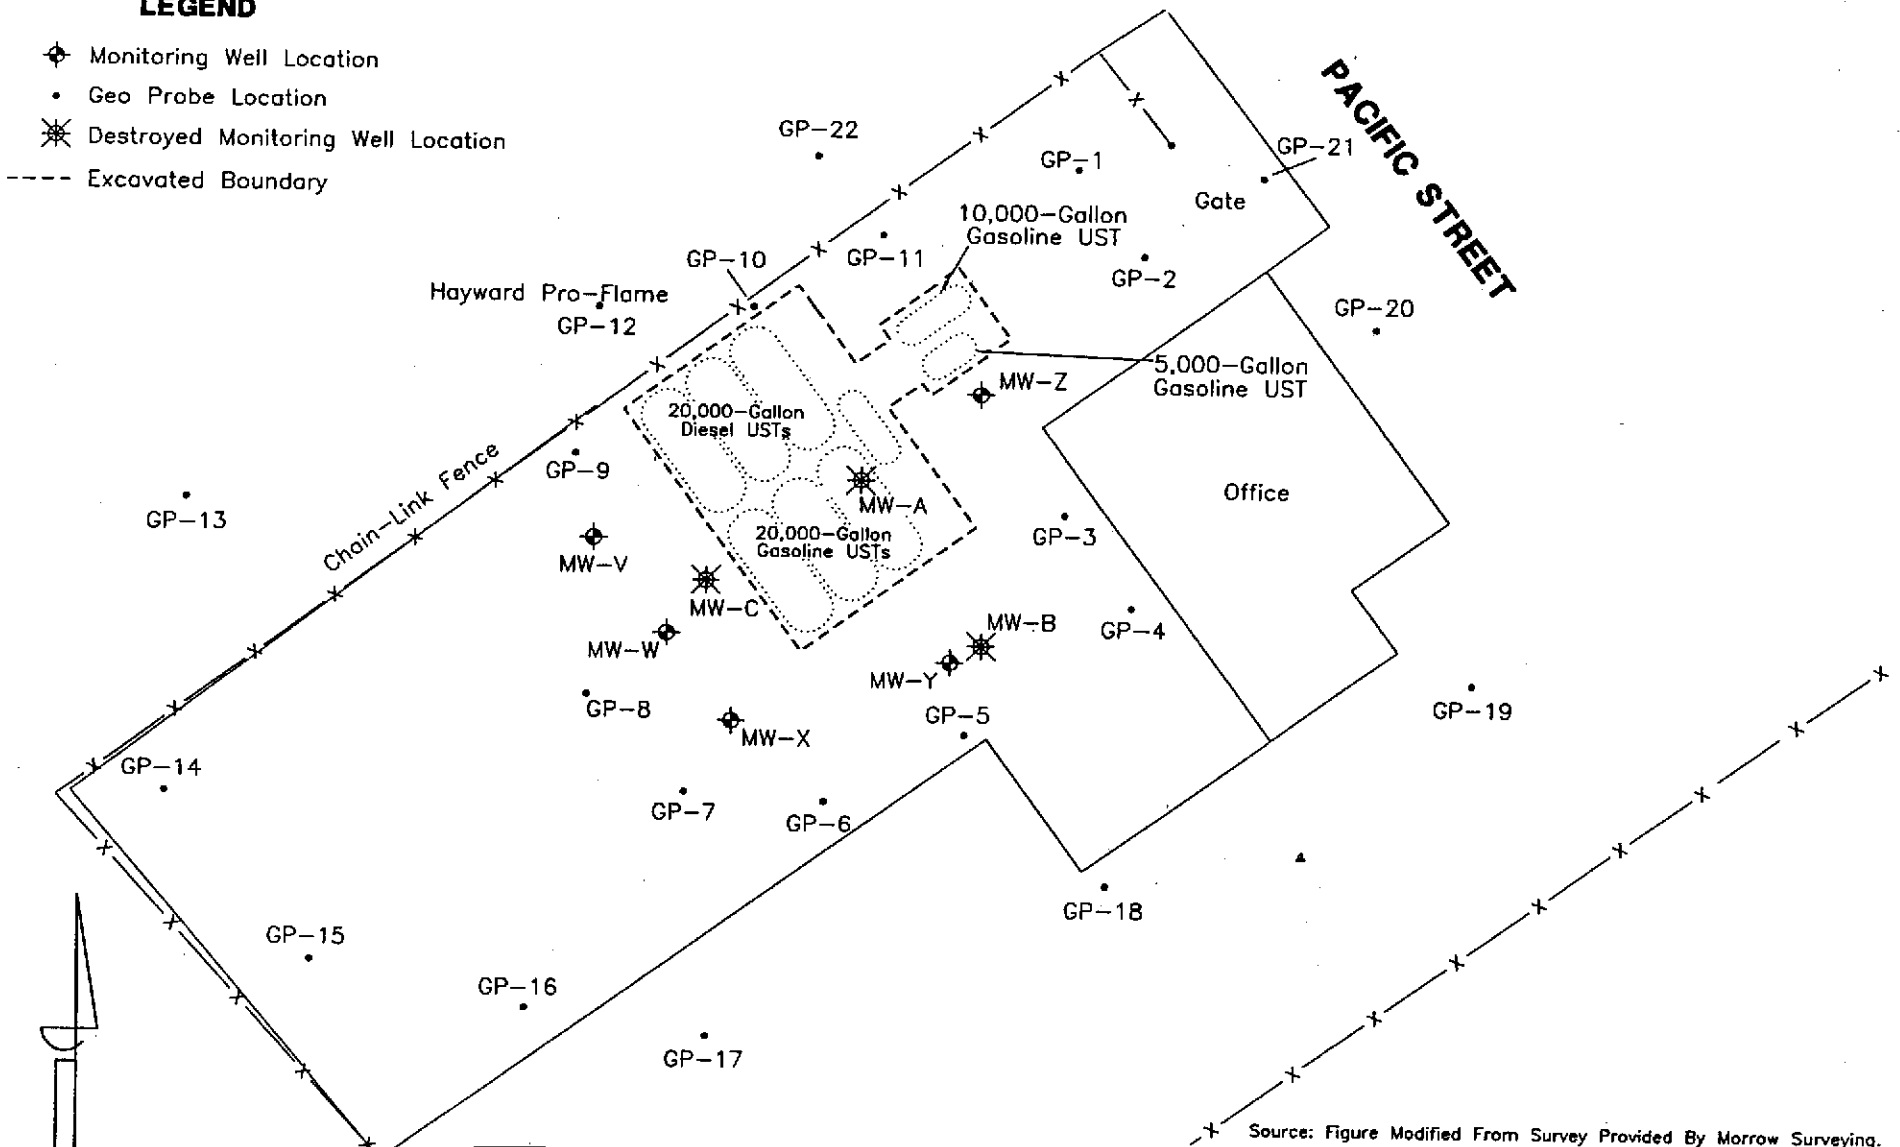 LEGEND
Monitoring Well Location
Geo Probe Location
Destroyed Monitoring Well Location
Excavated Boundary
PACIFIC STREET
GP-22
GP-1
GP-21
Gate
10,000-Gallon
Gasoline UST
GP-10
GP-11
GP-2
Hayward Pro-Flame
GP-12
GP-20
5,000-Gallon
Gasoline UST
MW-Z
20,000-Gallon
Diesel USTs
Chain-Link Fence
GP-9
GP-13
MW-A
Office
20,000-Gallon
Gasoline USTs
GP-3
MW-V
MW-C
MW-B
GP-4
MW-W
MW-Y
GP-8
GP-5
GP-19
MW-X
GP-14
GP-7
GP-6
GP-18
GP-15
GP-16
GP-17
Source: Figure Modified From Survey Provided By Morrow Surveying.